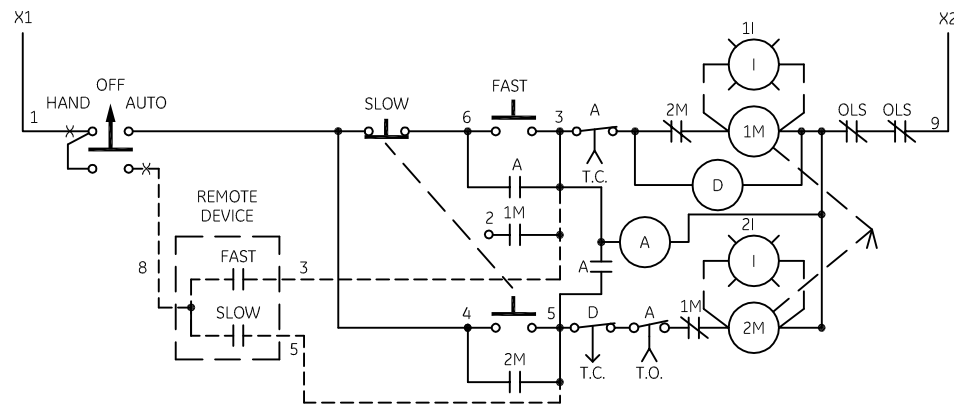 X1
X2
1I
I
OFF
HAND
AUTO
1
X
SLOW
6
FAST
3
A
T.C.
2M
1M
OLS
OLS
9
X
A
D
2
1M
REMOTE
DEVICE
A
2I
I
8
FAST
3
A
SLOW
5
4
5
D
T.C.
A
T.O.
1M
2M
2M